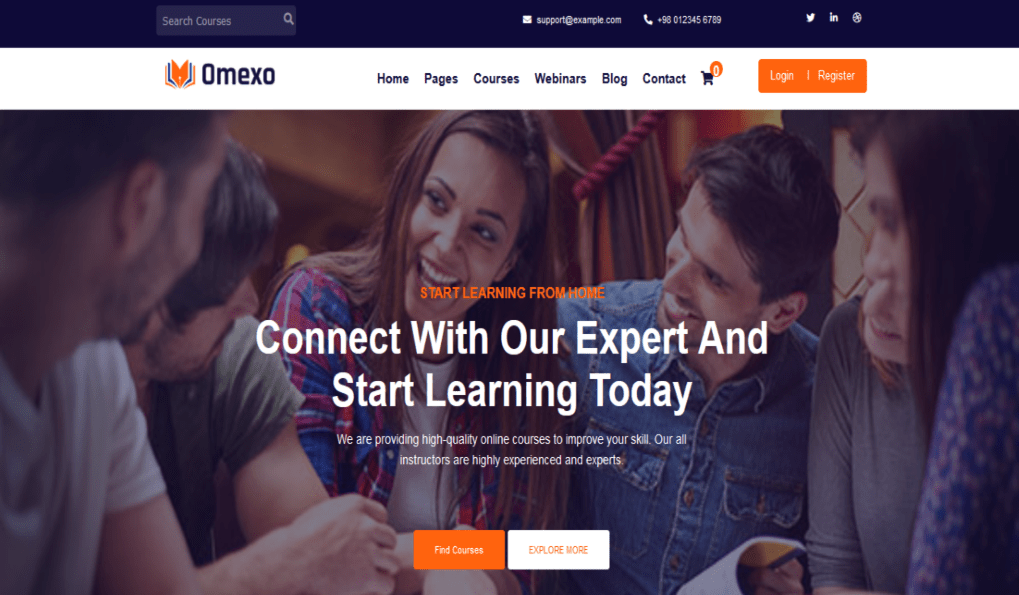 Search Courses
support@example.com
+98 012345 6789
Omexo
Home
Pages
Courses
Webinars
Blog
Contact
0
Login | Register
START LEARNING FROM HOME
Connect With Our Expert And
Start Learning Today
We are providing high-quality online courses to improve your skill. Our all
instructors are highly experienced and experts.
Find Courses
EXPLORE MORE